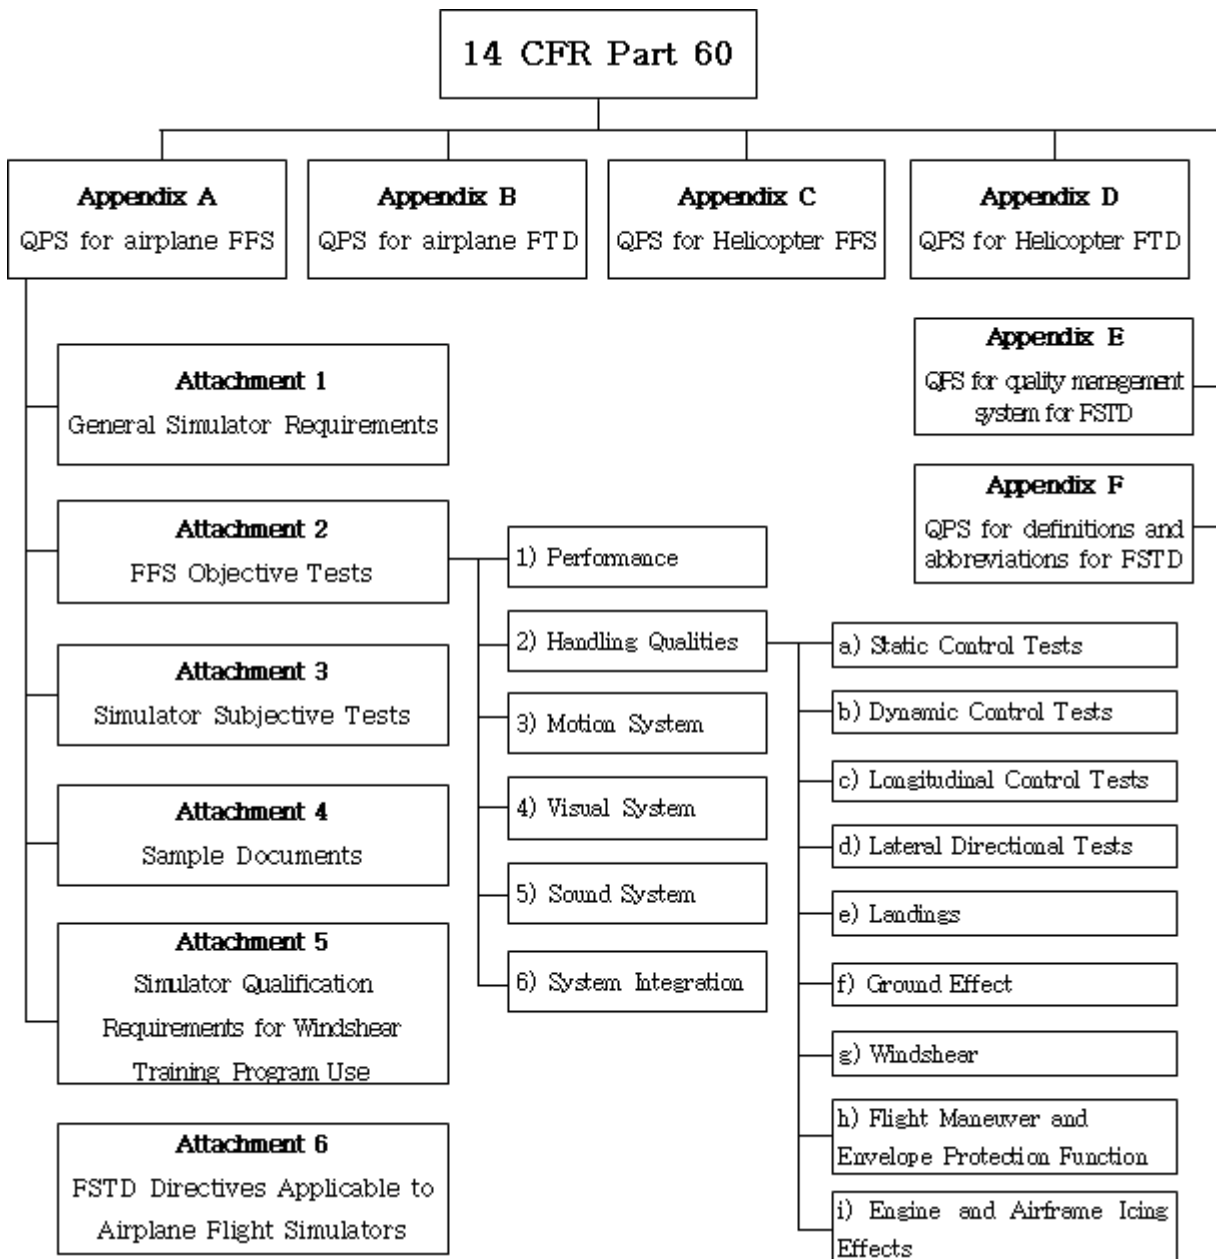 14 CFR Part 60
Appendix A
QPS for airplane FFS
Appendix B
QPS for airplane FTD
Appendix C
QPS for Helicopter FFS
Appendix D
QPS for Helicopter FTD
Appendix E
QPS for quality management
system for FSTD
Appendix F
QPS for definitions and
abbreviations for FSTD
Attachment 1
General Simulator Requirements
Attachment 2
FFS Objective Tests
Attachment 3
Simulator Subjective Tests
Attachment 4
Sample Documents
Attachment 5
Simulator Qualification
Requirements for Windshear
Training Program Use
Attachment 6
FSTD Directives Applicable to
Airplane Flight Simulators
1) Performance
2) Handling Qualities
3) Motion System
4) Visual System
5) Sound System
6) System Integration
a) Static Control Tests
b) Dynamic Control Tests
c) Longitudinal Control Tests
d) Lateral Directional Tests
e) Landings
f) Ground Effect
g) Windshear
h) Flight Maneuver and
Envelope Protection Function
i) Engine and Airframe Icing
Effects